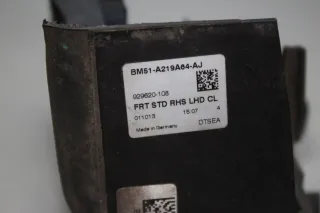 BM51-A219A64-AJ
929620-106
FRT STD RHS LHD CL
011013 15:07 4
Made in Germany DTSEA